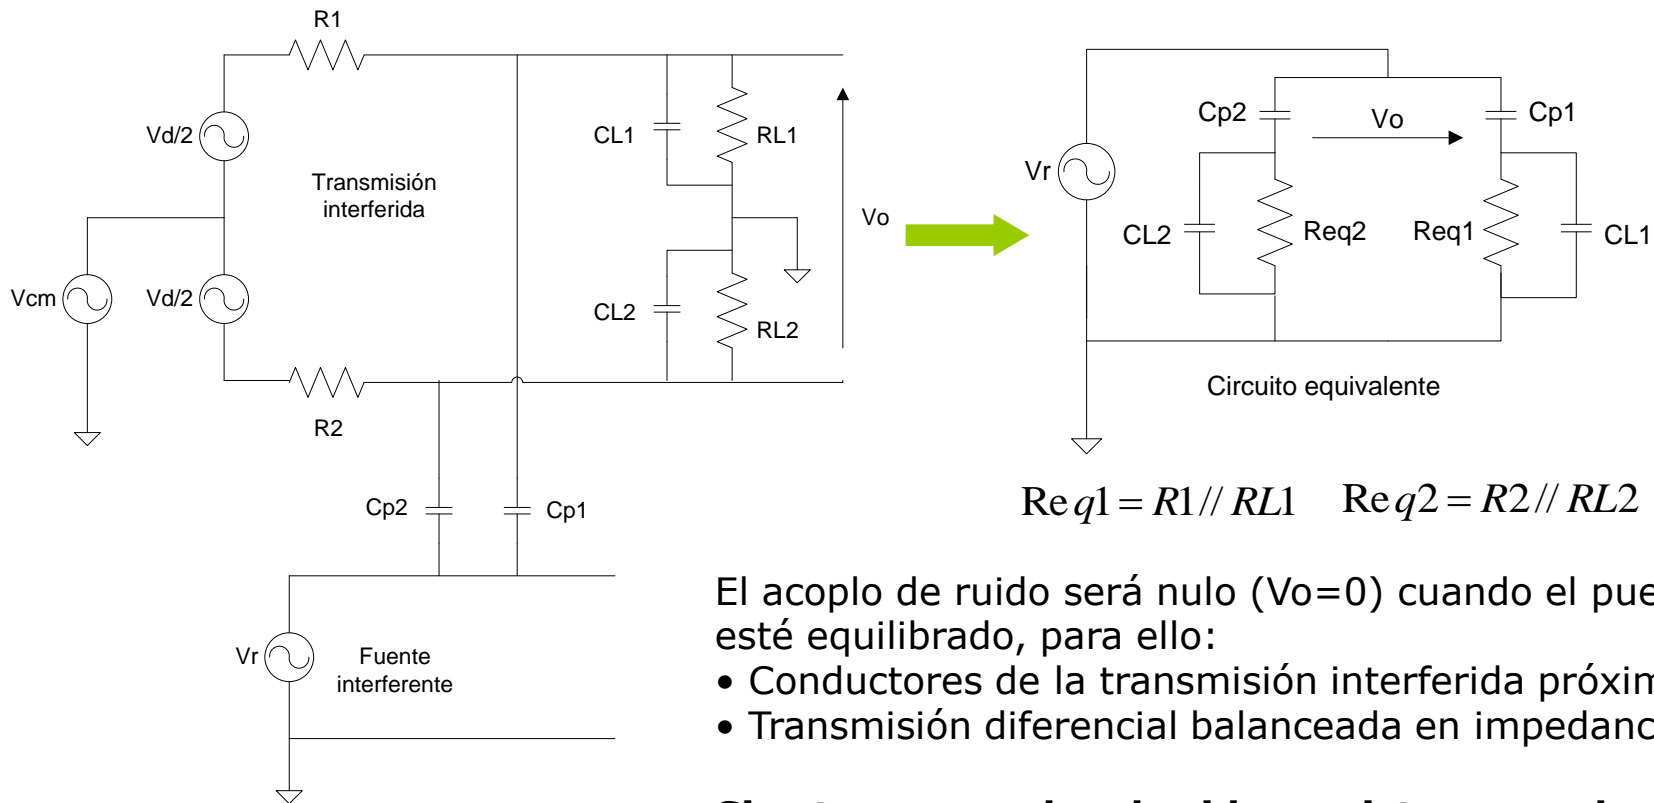 R1
Vd/2
Transmisión
interferida
CL1
RL1
Vcm
Vd/2
CL2
RL2
Vo
R2
Cp2
Cp1
Vr
Fuente
interferente
Cp2
Vo
Cp1
Vr
CL2
Req2
Req1
CL1
Circuito equivalente
Req1 = R1// RL1 Req2 = R2// RL2
El acoplo de ruido será nulo (Vo=0) cuando el pue
esté equilibrado, para ello:
• Conductores de la transmisión interferida próxim
• Transmisión diferencial balanceada en impedanc